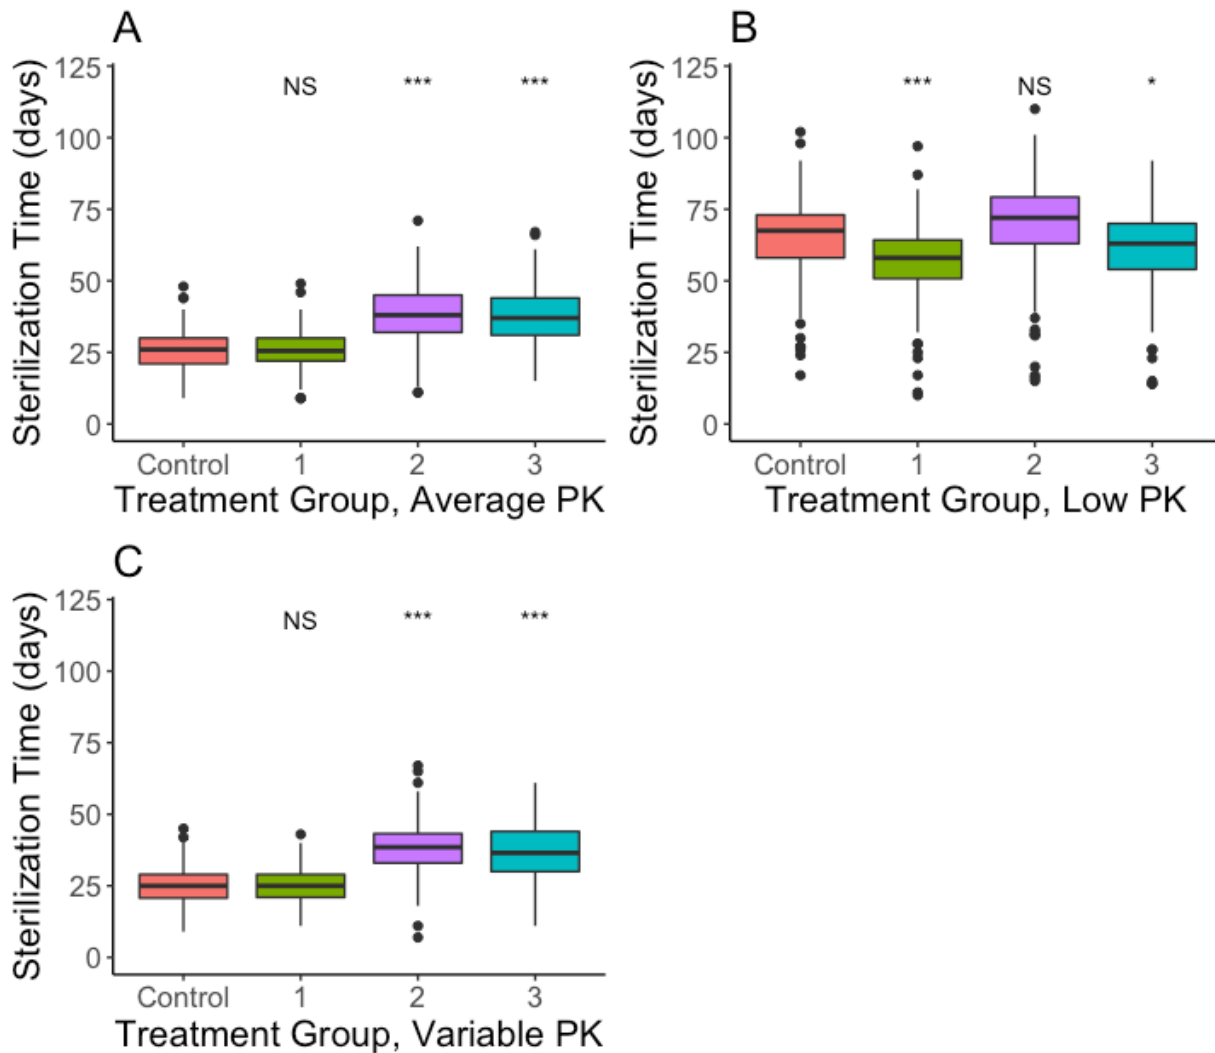 A
Sterilization Time (days)
125
100
75
50
25
0
NS
***
***
Control
1
2
3
Treatment Group, Average PK
B
Sterilization Time (days)
125
100
75
50
25
0
***
NS
*
Control
1
2
3
Treatment Group, Low PK
C
Sterilization Time (days)
125
100
75
50
25
0
NS
***
***
Control
1
2
3
Treatment Group, Variable PK